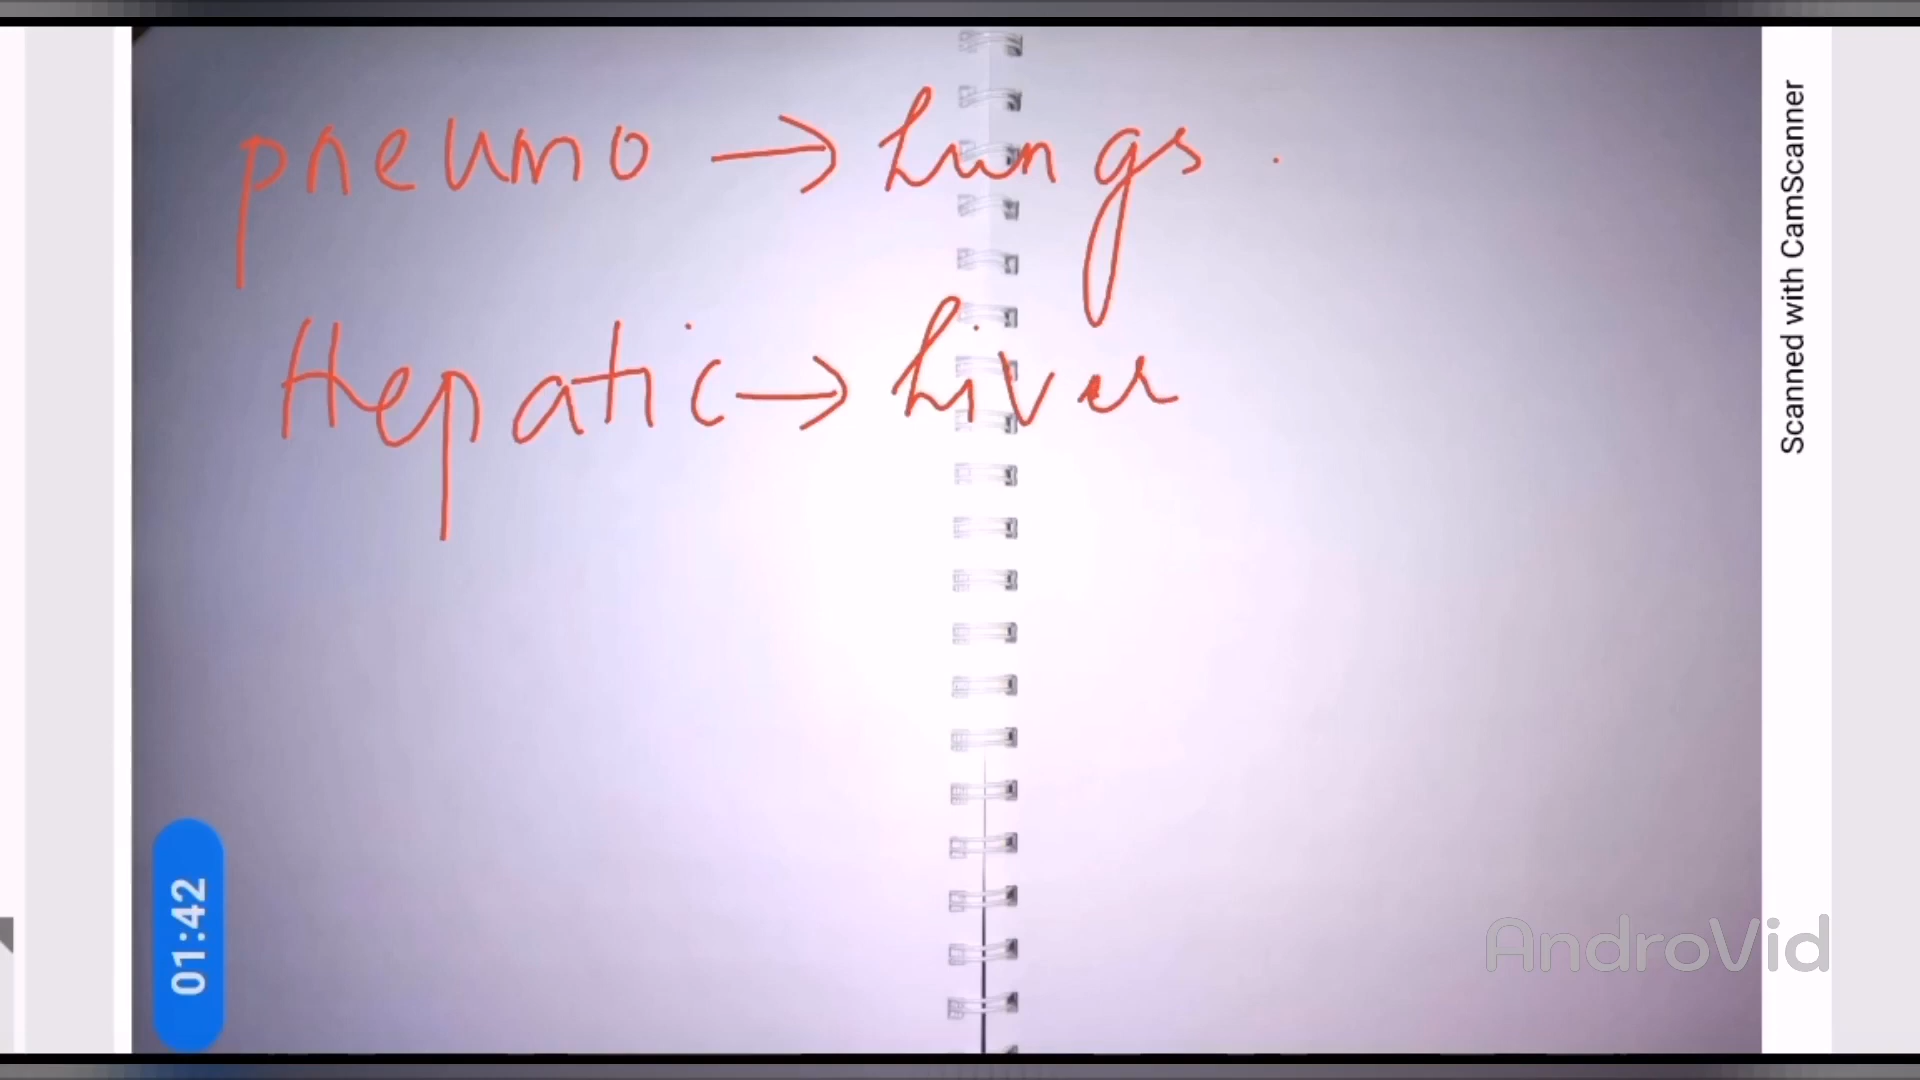 pneumo → Lungs.
Hepatic → Liver
Scanned with CamScanner
01:42
AndroVid